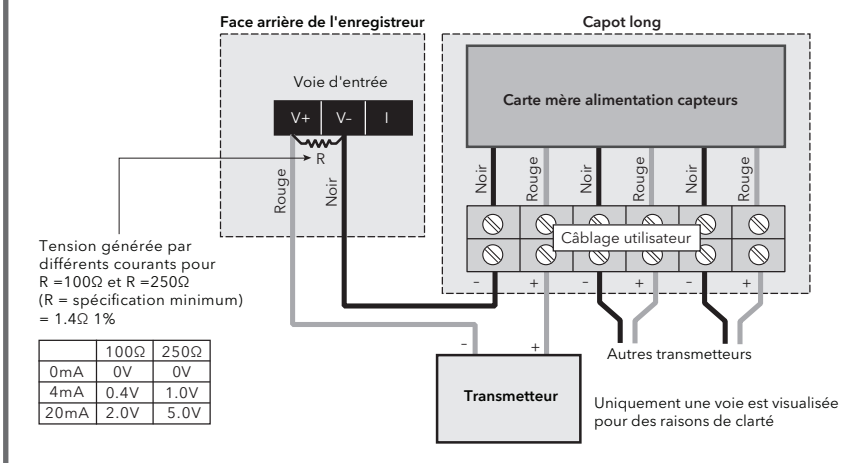 Face arrière de l'enregistreur
Capot long
Voie d'entrée
V+ V- I
R
Rouge
Noir
Carte mère alimentation capteurs
Noir Rouge Noir Rouge Noir Rouge
Câblage utilisateur
- + - + - +
Tension générée par
différents courants pour
R =100Ω et R =250Ω
(R = spécification minimum)
= 1.4Ω 1%
100Ω 250Ω
0mA 0V 0V
4mA 0.4V 1.0V
20mA 2.0V 5.0V
- +
Transmetteur
Autres transmetteurs
Uniquement une voie est visualisée
pour des raisons de clarté